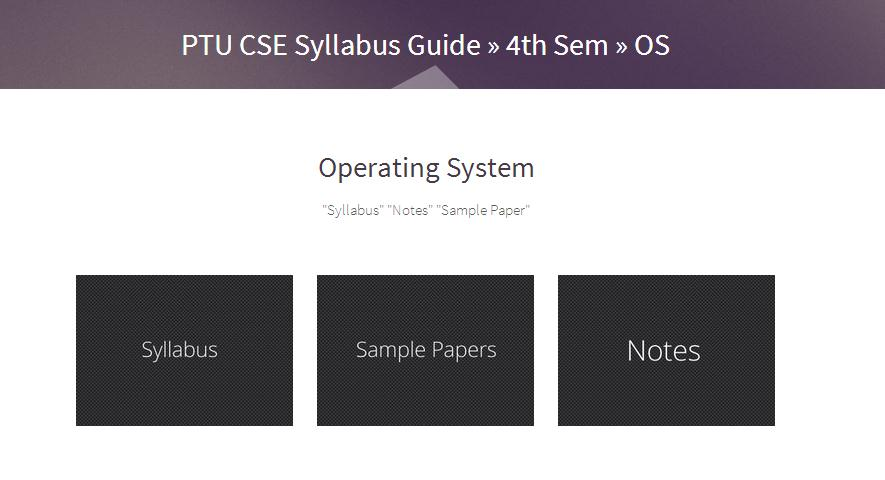 PTU CSE Syllabus Guide » 4th Sem » OS
Operating System
"Syllabus" "Notes" "Sample Paper"
Syllabus
Sample Papers
Notes